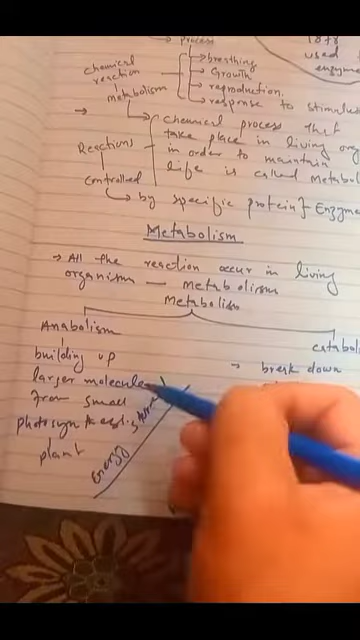 process
breathing
Growth
reproduction.
response to stimulus
used
enzyme
chemical
reaction
metabolism
→ chemical process that
take place in living org
in order to maintain
life is called Metabol
Reactions
controlled
by specific protein} Enzyme
Metabolism
→ All the reaction occur in living
organism — metabolism
Metabolism
Anabolism
building up
larger molecule
from small
photosynthesis
plant
energy
store
catabol
→ break down